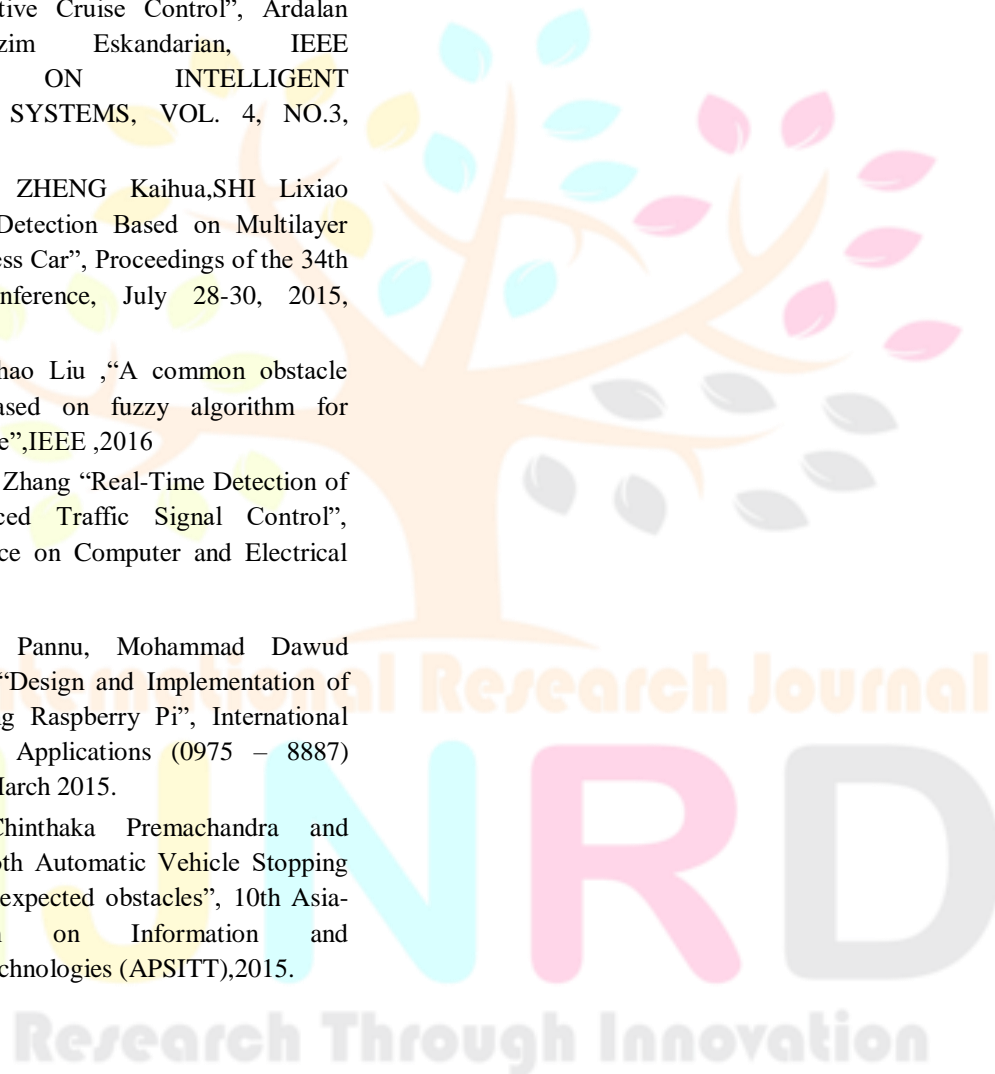 tive Cruise Control”, Ardalan
zim Eskandarian, IEEE
ON INTELLIGENT
SYSTEMS, VOL. 4, NO.3,
ZHENG Kaihua,SHI Lixiao
Detection Based on Multilayer
ess Car”, Proceedings of the 34th
nference, July 28-30, 2015,
hao Liu ,“A common obstacle
ased on fuzzy algorithm for
e”,IEEE ,2016
Zhang “Real-Time Detection of
ced Traffic Signal Control”,
ce on Computer and Electrical
Pannu, Mohammad Dawud
“Design and Implementation of
ng Raspberry Pi”, International
Applications (0975 – 8887)
March 2015.
Chinthaka Premachandra and
oth Automatic Vehicle Stopping
expected obstacles”, 10th Asia-
on Information and
echnologies (APSITT),2015.
International Research Journal
IJNRD
Research Through Innovation